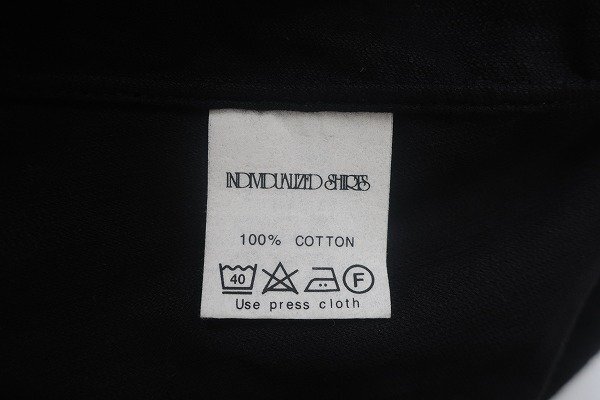 INDIVIDUALIZED SHIRTS
100% COTTON
40 F
Use press cloth